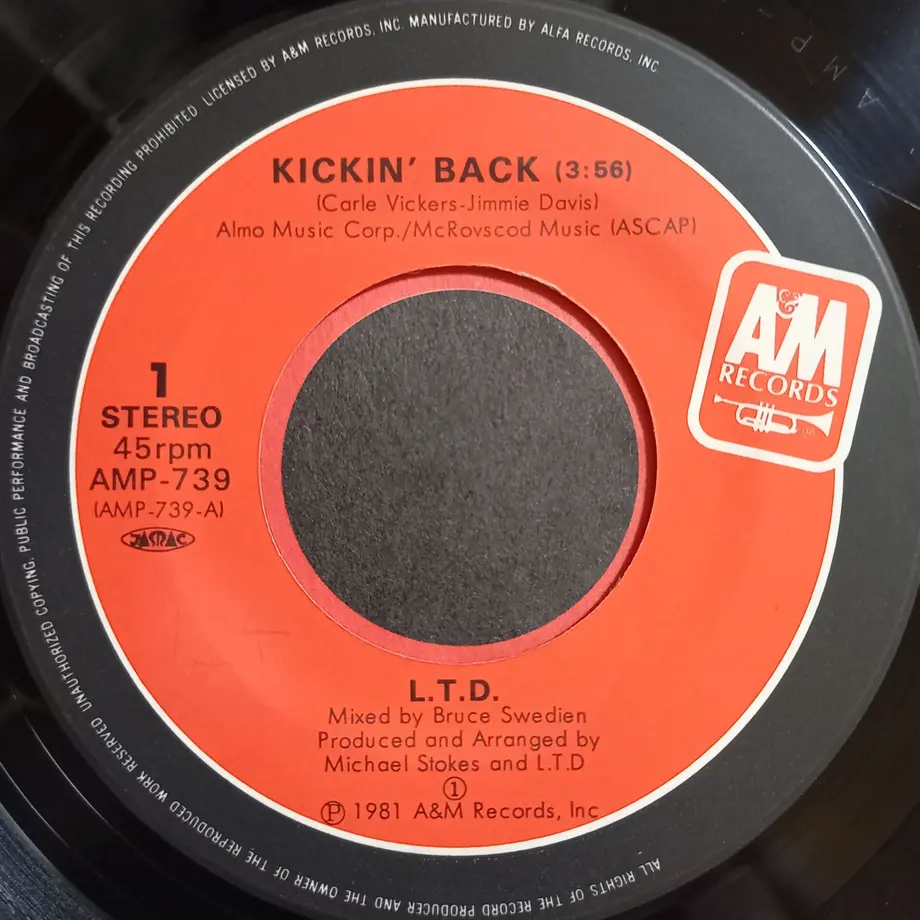 ALL RIGHTS OF THE RECORD PRODUCER AND THE OWNER OF THE REPRODUCED WORK RESERVED UNAUTHORIZED COPYING, PUBLIC PERFORMANCE AND BROADCASTING OF THIS RECORDING PROHIBITED. LICENSED BY A&M RECORDS, INC. MANUFACTURED BY ALFA RECORDS, INC
KICKIN' BACK (3:56)
(Carle Vickers-Jimmie Davis)
Almo Music Corp./McRovscod Music (ASCAP)
A&M
RECORDS
1
STEREO
45rpm
AMP-739
(AMP-739-A)
JASRAC
L.T.D.
Mixed by Bruce Swedien
Produced and Arranged by
Michael Stokes and L.T.D
①
Ⓟ 1981 A&M Records, Inc
A M P